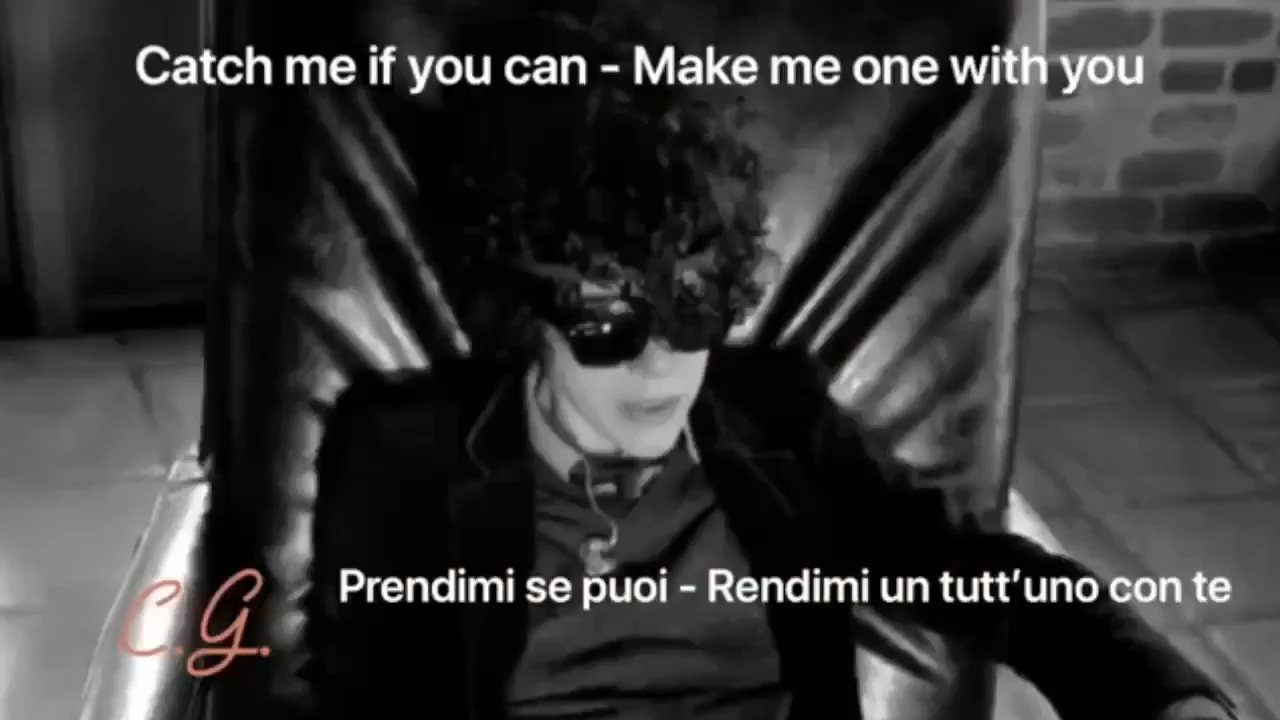 Catch me if you can - Make me one with you
Prendimi se puoi - Rendimi un tutt’uno con te
C.G.